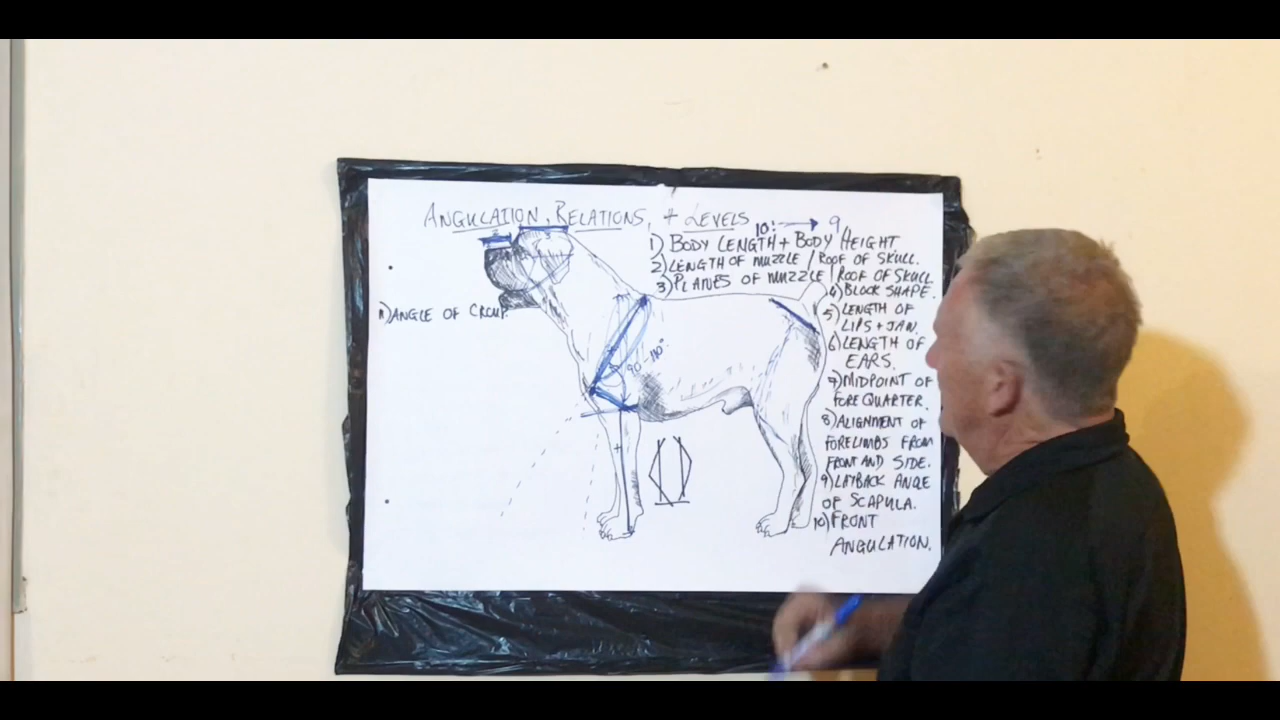 ANGULATION, RELATIONS, + LEVELS
10: → 9
1) BODY LENGTH + BODY HEIGHT.
2) LENGTH OF MUZZLE / ROOF OF SKULL.
3) PLANES OF MUZZLE / ROOF OF SKULL
4) BLOCK SHAPE.
5) LENGTH OF
LIPS + JAW.
6) LENGTH OF
EARS.
7) MIDPOINT OF
FOREQUARTER.
8) ALIGNMENT OF
FORELIMBS FROM
FRONT AND SIDE.
9) LAYBACK ANGLE
OF SCAPULA.
10) FRONT
ANGULATION.
11) ANGLE OF CROUP.
90-110°